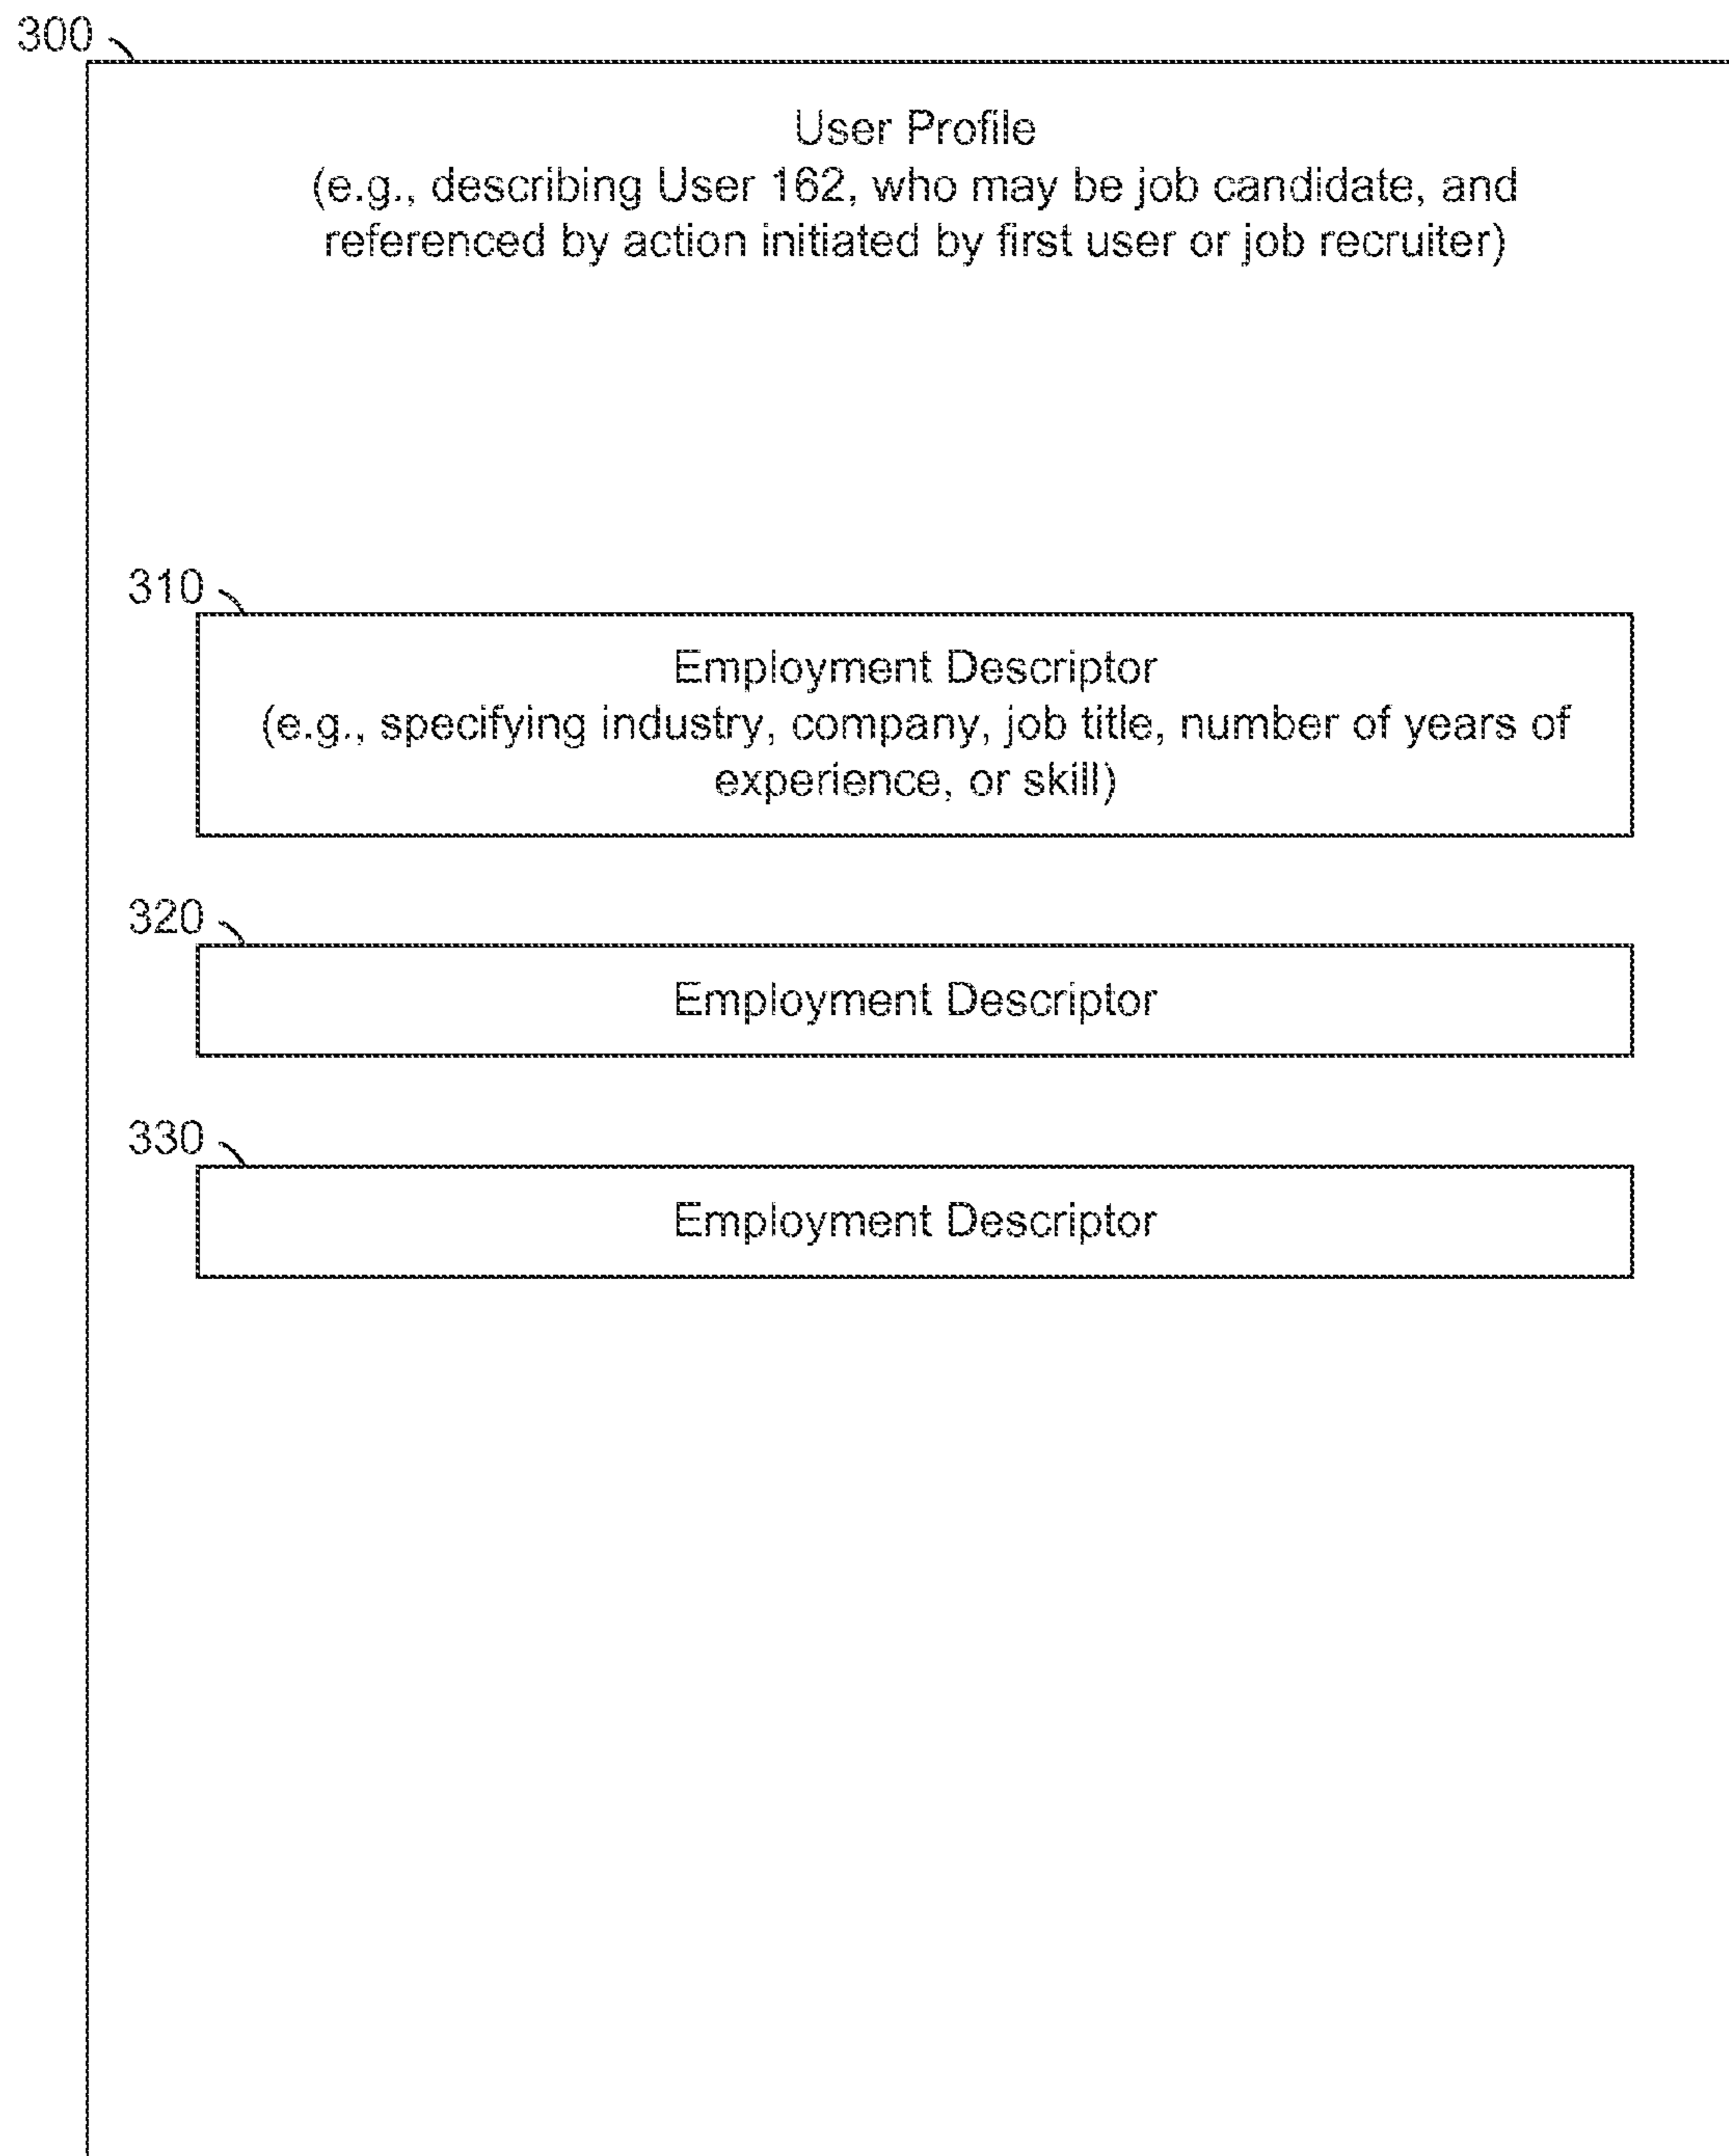 300
User Profile
(e.g., describing User 162, who may be job candidate, and
referenced by action initiated by first user or job recruiter)
310
Employment Descriptor
(e.g., specifying industry, company, job title, number of years of
experience, or skill)
320
Employment Descriptor
330
Employment Descriptor